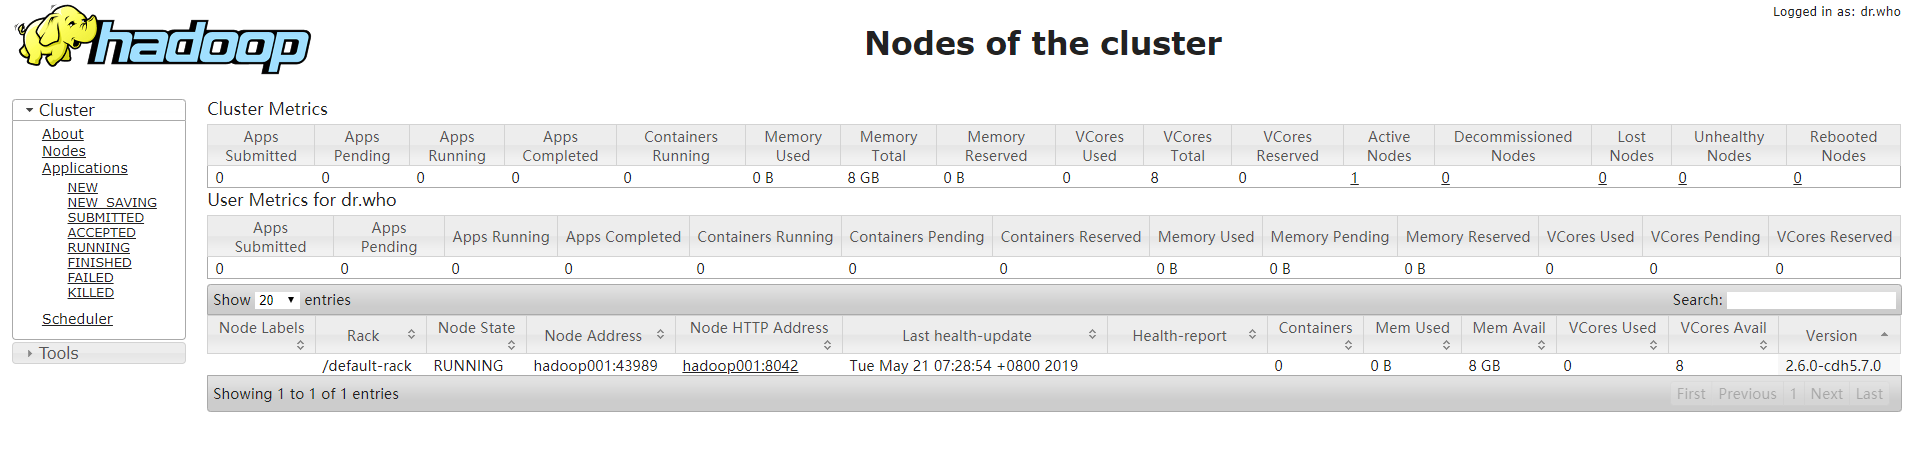 Logged in as: dr.who
hadoop
Nodes of the cluster
Cluster
About
Nodes
Applications
NEW
NEW_SAVING
SUBMITTED
ACCEPTED
RUNNING
FINISHED
FAILED
KILLED
Scheduler
Tools
Cluster Metrics
Apps Submitted Apps Pending Apps Running Apps Completed Containers Running Memory Used Memory Total Memory Reserved VCores Used VCores Total VCores Reserved Active Nodes Decommissioned Nodes Lost Nodes Unhealthy Nodes Rebooted Nodes
0 0 0 0 0 0 B 8 GB 0 B 0 8 0 1 0 0 0 0
User Metrics for dr.who
Apps Submitted Apps Pending Apps Running Apps Completed Containers Running Containers Pending Containers Reserved Memory Used Memory Pending Memory Reserved VCores Used VCores Pending VCores Reserved
0 0 0 0 0 0 0 0 B 0 B 0 B 0 0 0
Show 20 entries Search:
Node Labels Rack Node State Node Address Node HTTP Address Last health-update Health-report Containers Mem Used Mem Avail VCores Used VCores Avail Version
/default-rack RUNNING hadoop001:43989 hadoop001:8042 Tue May 21 07:28:54 +0800 2019 0 0 B 8 GB 0 8 2.6.0-cdh5.7.0
Showing 1 to 1 of 1 entries First Previous 1 Next Last